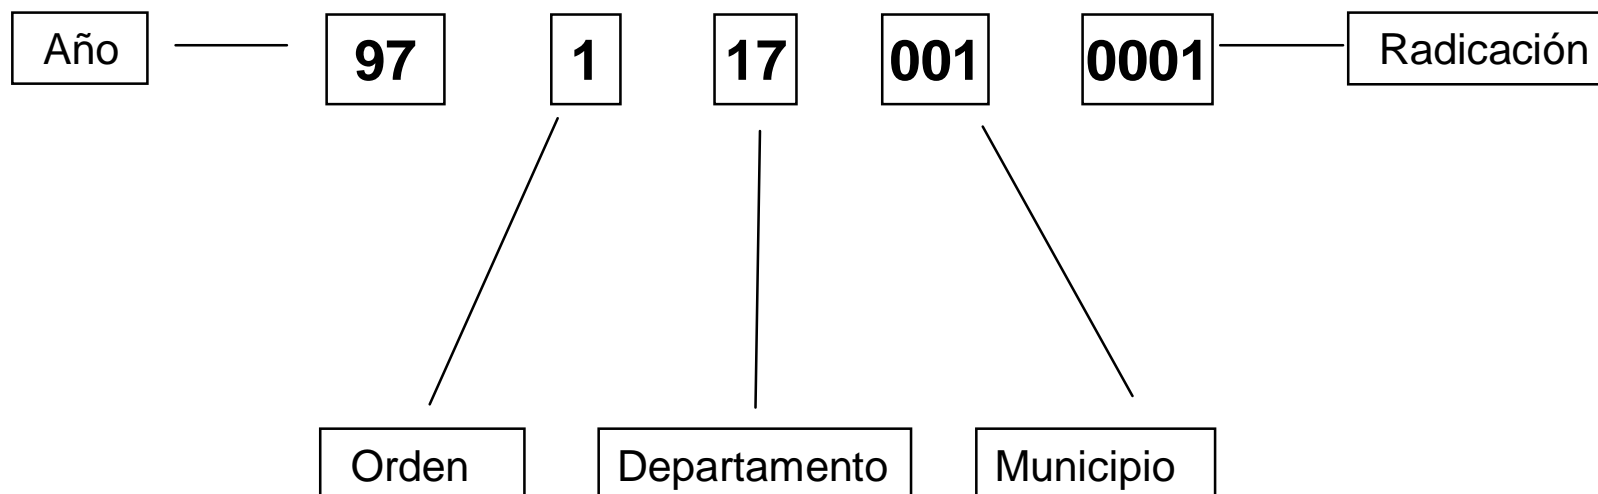 Año 97 1 17 001 0001 Radicación
Orden Departamento Municipio